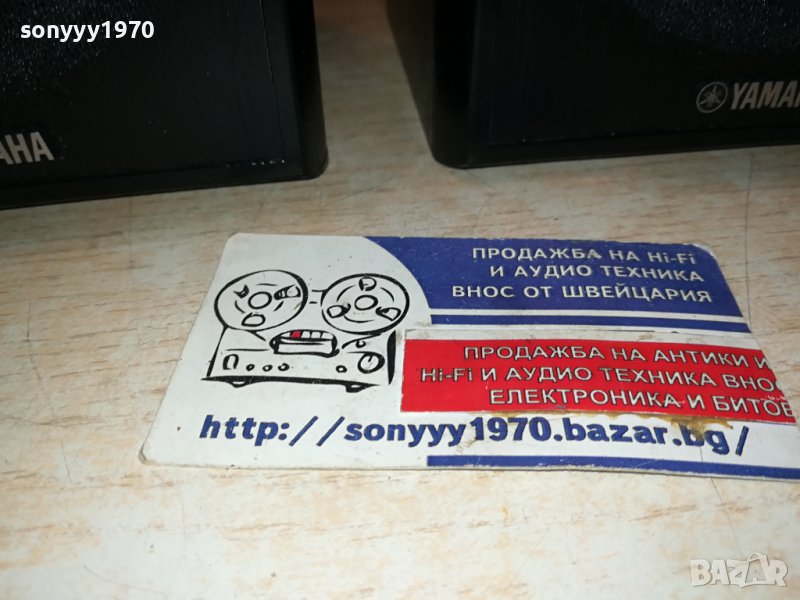 sonyyy1970
AHA
YAMAH
ПРОДАЖБА НА Hi-Fi
И АУДИО ТЕХНИКА
ВНОС ОТ ШВЕЙЦАРИЯ
ПРОДАЖБА НА АНТИКИ И
Hi-Fi И АУДИО ТЕХНИКА ВНОС
ЕЛЕКТРОНИКА И БИТОВ
http://sonyyy1970.bazar.bg/
BAZAR